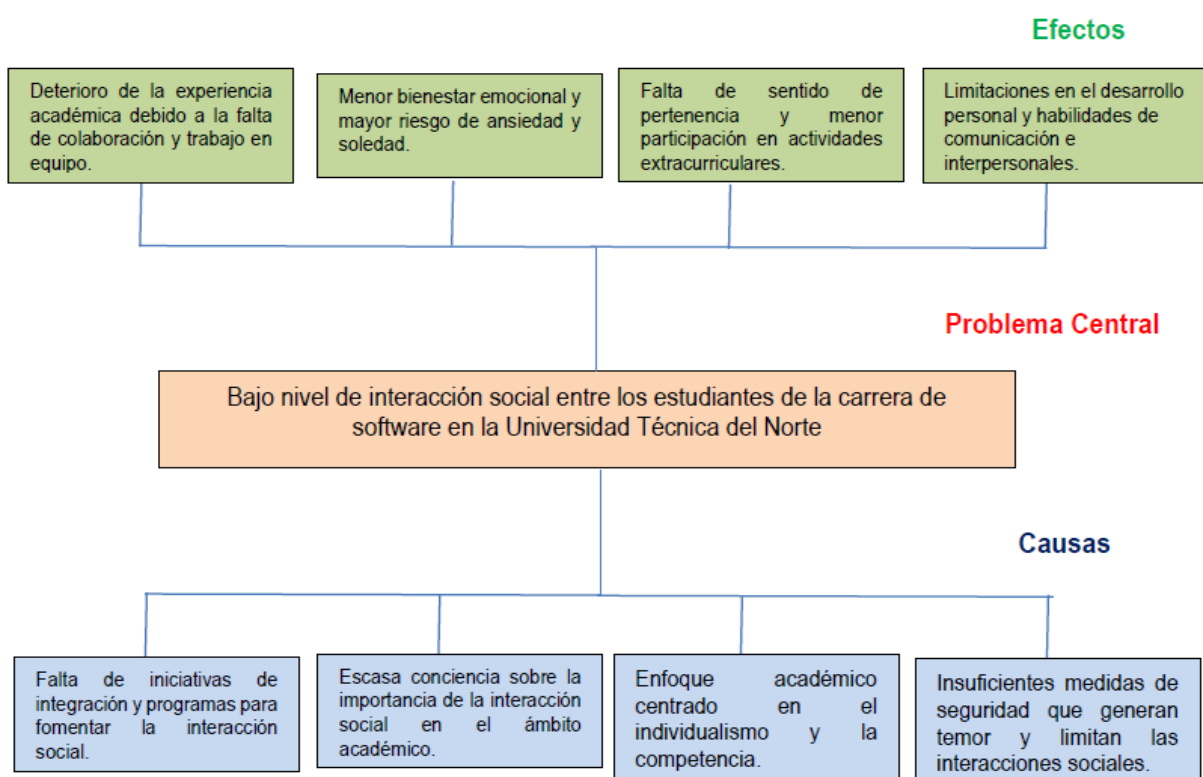 Efectos
Deterioro de la experiencia
académica debido a la falta
de colaboración y trabajo en
equipo.
Menor bienestar emocional y
mayor riesgo de ansiedad y
soledad.
Falta de sentido de
pertenencia y menor
participación en actividades
extracurriculares.
Limitaciones en el desarrollo
personal y habilidades de
comunicación e
interpersonales.
Problema Central
Bajo nivel de interacción social entre los estudiantes de la carrera de
software en la Universidad Técnica del Norte
Causas
Falta de iniciativas de
integración y programas para
fomentar la interacción
social.
Escasa conciencia sobre la
importancia de la interacción
social en el ámbito
académico.
Enfoque académico
centrado en el
individualismo y la
competencia.
Insuficientes medidas de
seguridad que generan
temor y limitan las
interacciones sociales.